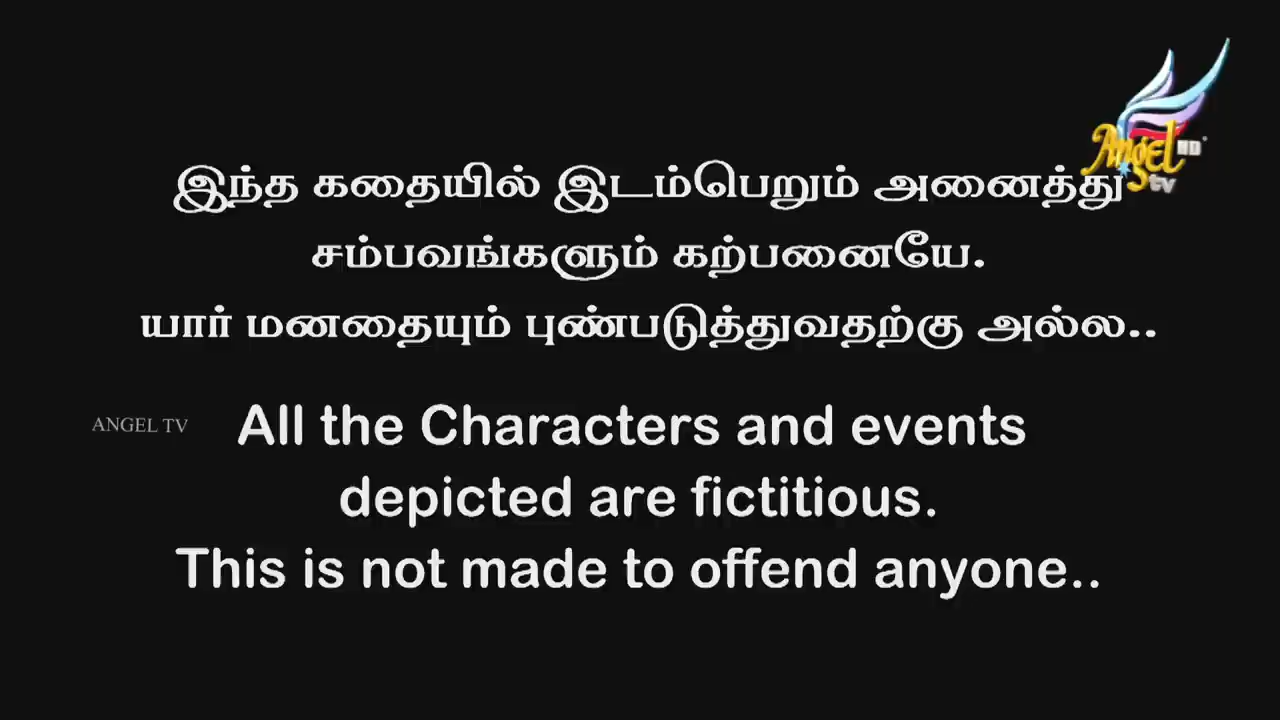 Angel HD
tv
இந்த கதையில் இடம்பெறும் அனைத்து
சம்பவங்களும் கற்பனையே.
யார் மனதையும் புண்படுத்துவதற்கு அல்ல..
ANGEL TV
All the Characters and events
depicted are fictitious.
This is not made to offend anyone..